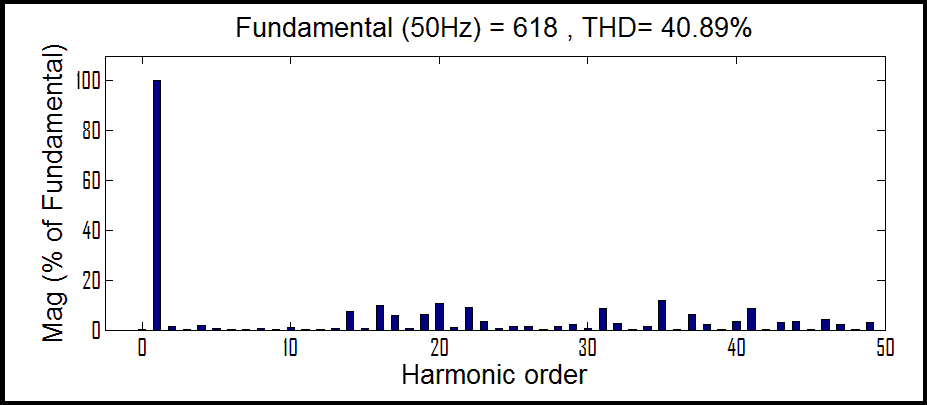 Fundamental (50Hz) = 618 , THD= 40.89%
Mag (% of Fundamental)
100
80
60
40
20
0
0 10 20 30 40 50
Harmonic order